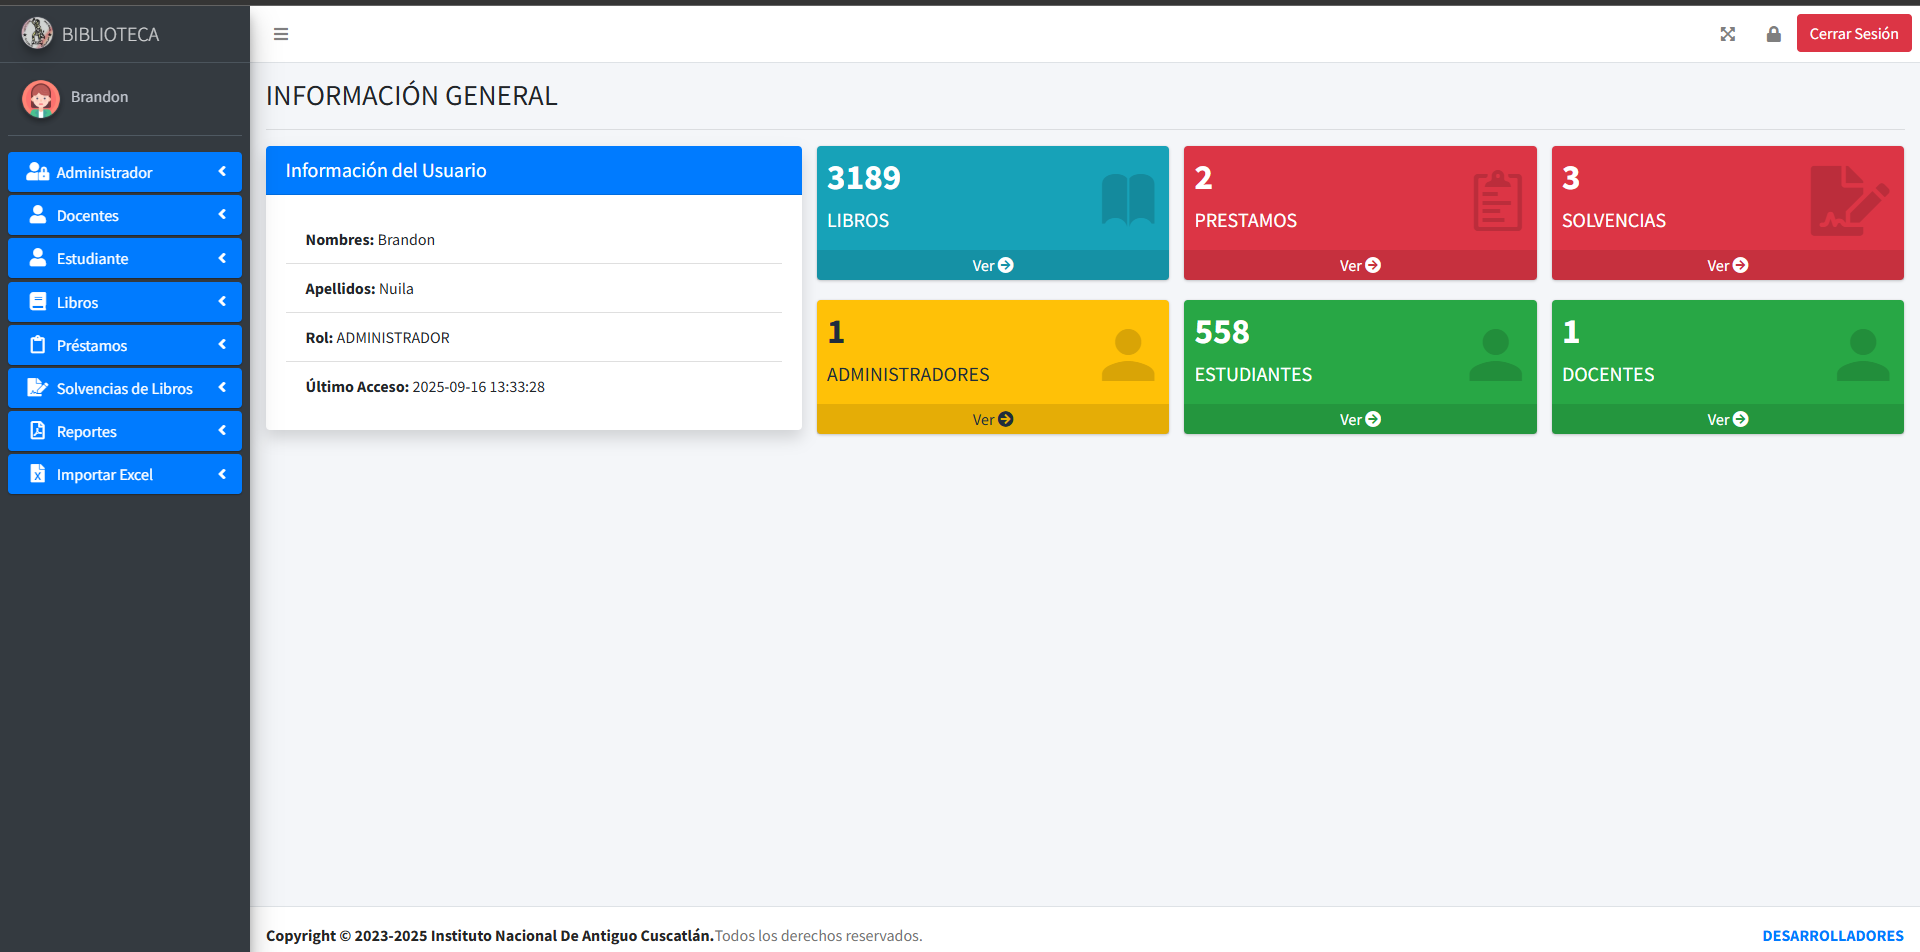 BIBLIOTECA
Cerrar Sesión
Brandon
Administrador
Docentes
Estudiante
Libros
Préstamos
Solvencias de Libros
Reportes
Importar Excel
INFORMACIÓN GENERAL
Información del Usuario
Nombres: Brandon
Apellidos: Nuila
Rol: ADMINISTRADOR
Último Acceso: 2025-09-16 13:33:28
3189
LIBROS
Ver
2
PRESTAMOS
Ver
3
SOLVENCIAS
Ver
1
ADMINISTRADORES
Ver
558
ESTUDIANTES
Ver
1
DOCENTES
Ver
Copyright © 2023-2025 Instituto Nacional De Antiguo Cuscatlán.Todos los derechos reservados.
DESARROLLADORES